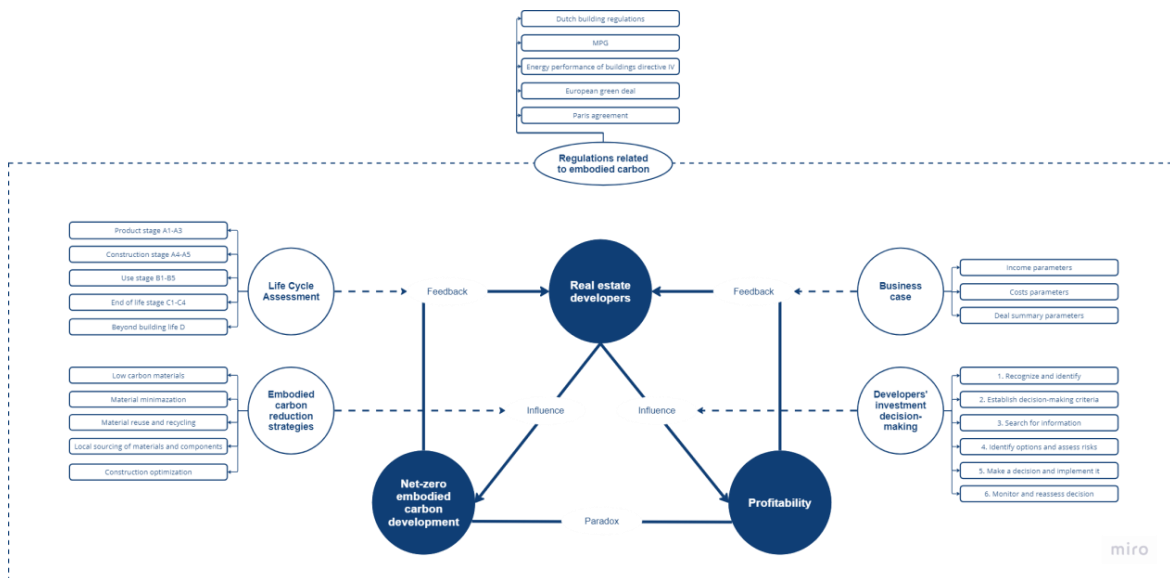 Dutch building regulations
MPG
Energy performance of buildings directive IV
European green deal
Paris agreement
Regulations related
to embodied carbon
Product stage A1-A3
Construction stage A4-A5
Use stage B1-B5
End of life stage C1-C4
Beyond building life D
Life Cycle
Assessment
Feedback
Real estate
developers
Feedback
Business
case
Income parameters
Costs parameters
Deal summary parameters
Low carbon materials
Material minimazation
Material reuse and recycling
Local sourcing of materials and components
Construction optimization
Embodied
carbon
reduction
strategies
Influence
Influence
Developers'
investment
decision-
making
1. Recognize and identify
2. Establish decision-making criteria
3. Search for information
4. Identify options and assess risks
5. Make a decision and implement it
6. Monitor and reassess decision
Net-zero
embodied
carbon
development
Paradox
Profitability
miro